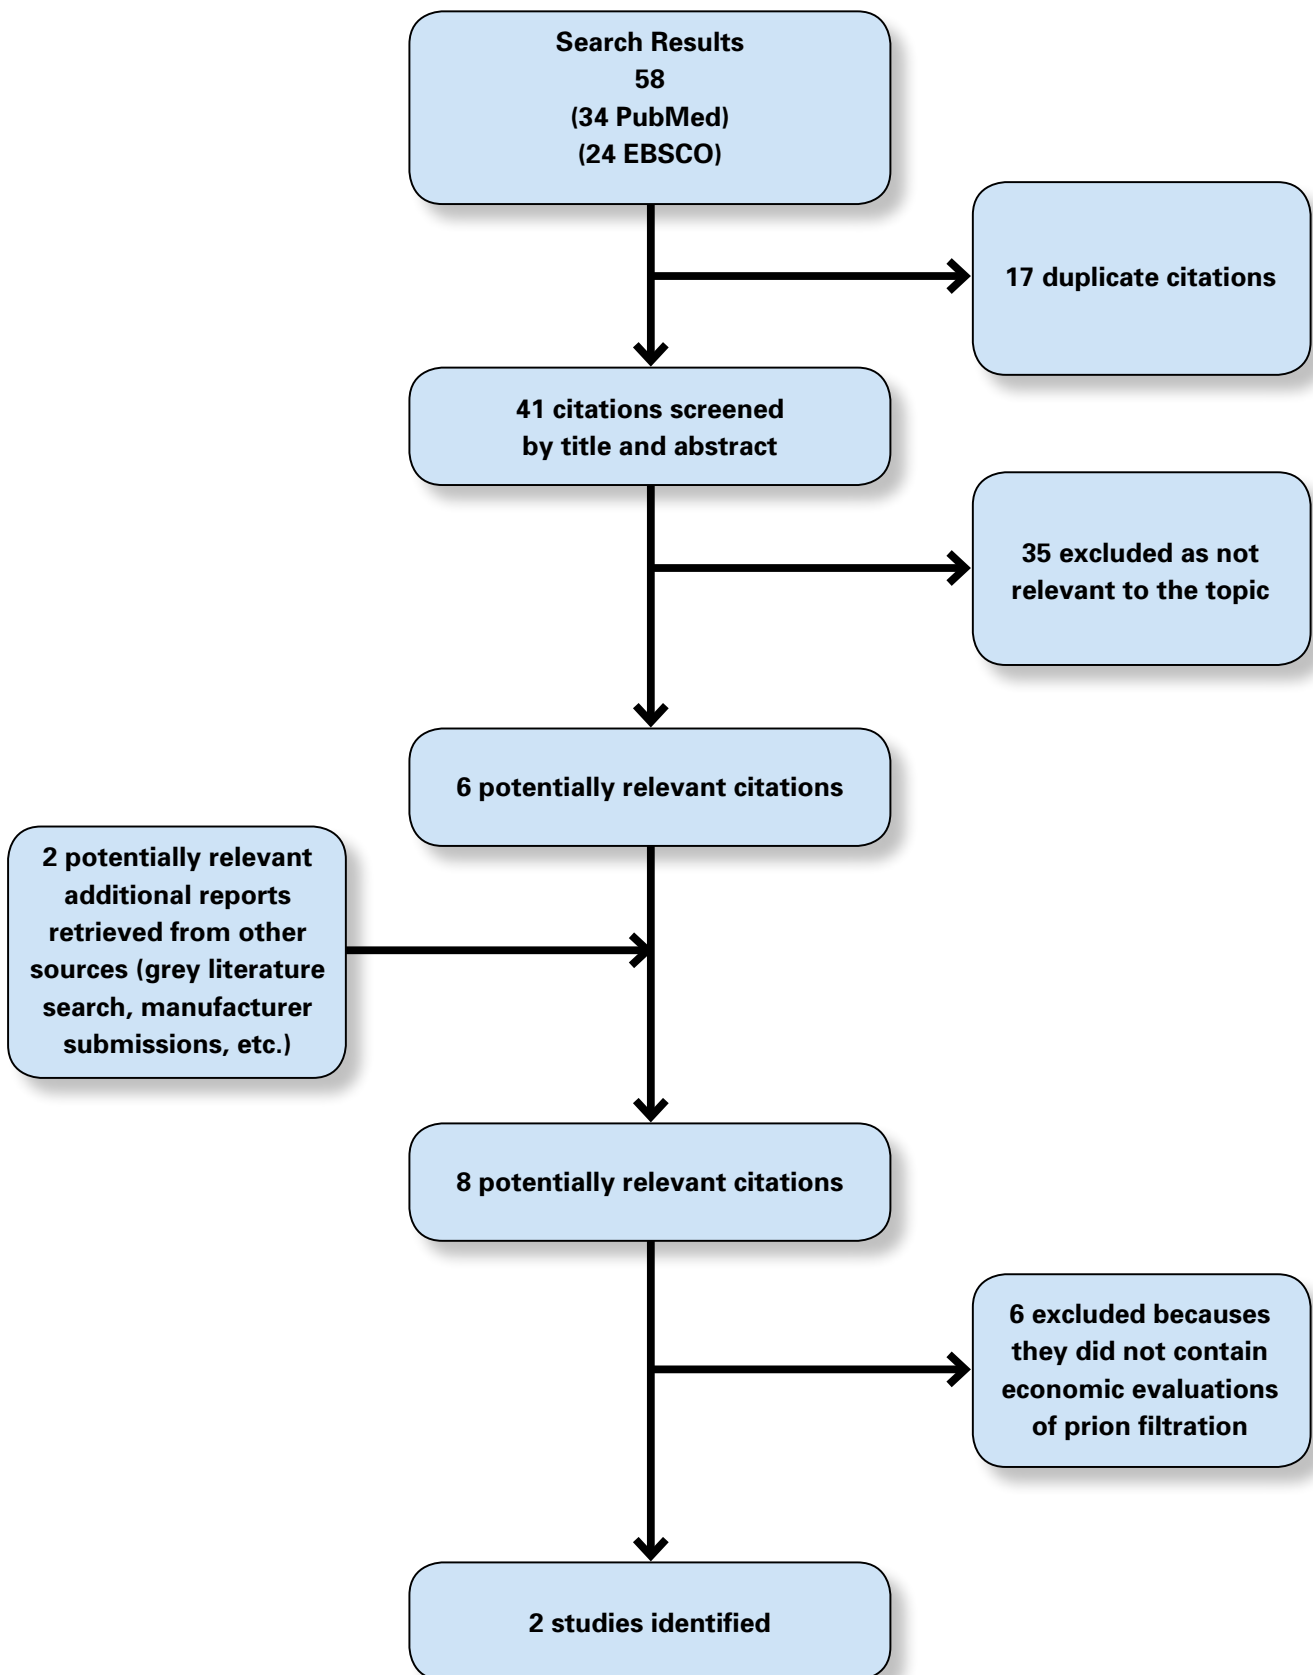 Search Results
58
(34 PubMed)
(24 EBSCO)
17 duplicate citations
41 citations screened
by title and abstract
35 excluded as not
relevant to the topic
6 potentially relevant citations
2 potentially relevant
additional reports
retrieved from other
sources (grey literature
search, manufacturer
submissions, etc.)
8 potentially relevant citations
6 excluded becauses
they did not contain
economic evaluations
of prion filtration
2 studies identified